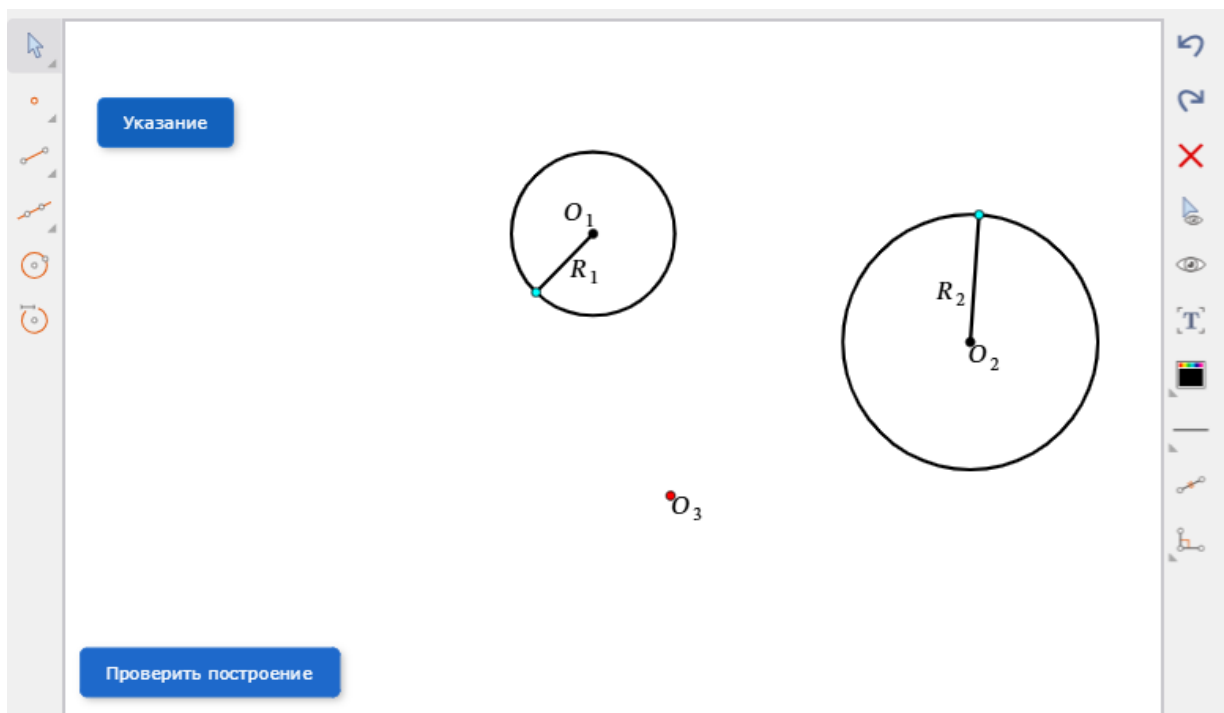 Указание
O₁
R₁
R₂
O₂
O₃
T
Проверить построение